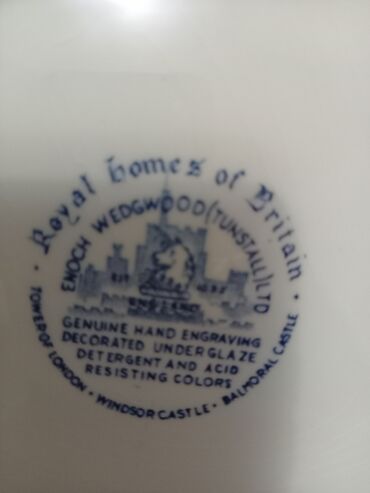 Royal Homes of Britain
ENOCH WEDGWOOD (TUNSTALL) LTD
ENGLAND
GENUINE HAND ENGRAVING
DECORATED UNDERGLAZE
DETERGENT AND ACID
RESISTING COLORS
· TOWER OF LONDON · WINDSOR CASTLE · BALMORAL CASTLE ·